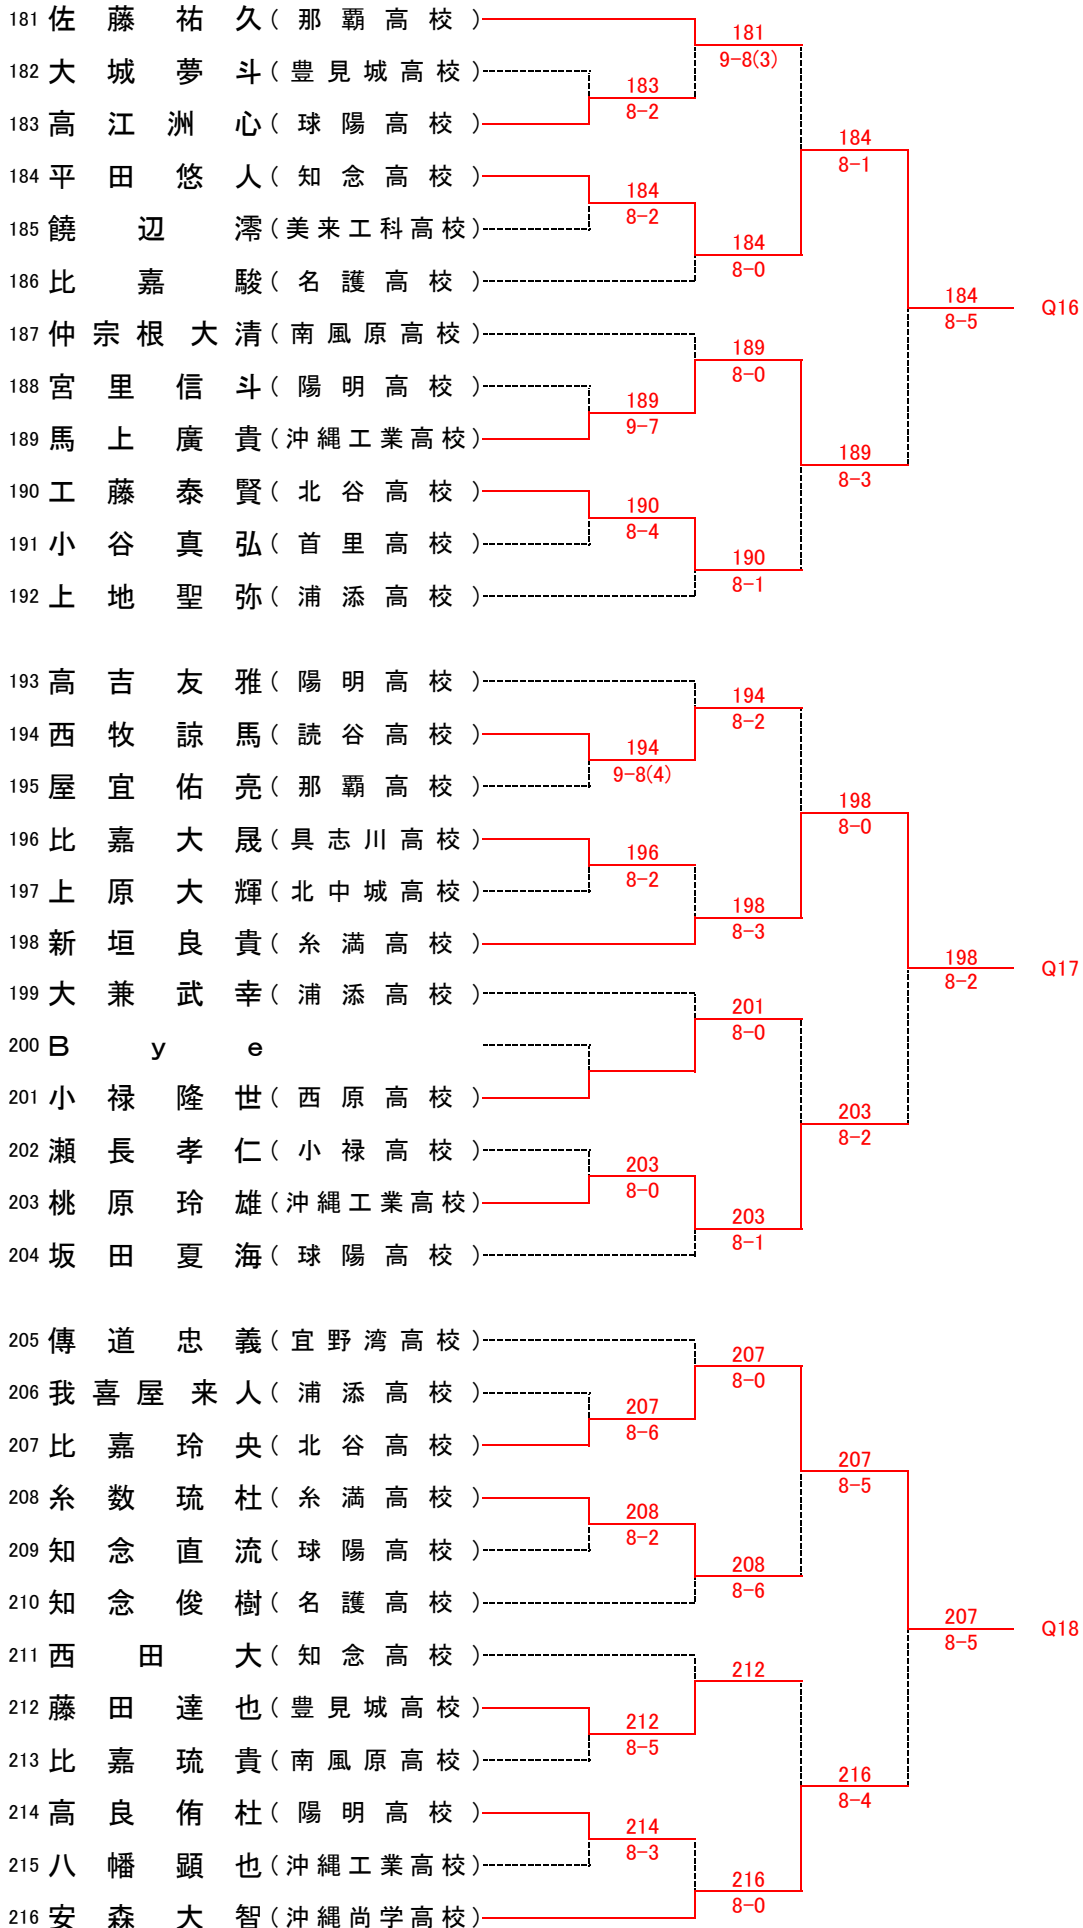 181 佐藤祐久(那覇高校)
181
9-8(3)
182 大城夢斗(豊見城高校)
183
8-2
183 高江洲心(球陽高校)
184
8-1
184 平田悠人(知念高校)
184
8-2
185 饒辺澪(美来工科高校)
184
8-0
186 比嘉駿(名護高校)
184
8-5
Q16
187 仲宗根大清(南風原高校)
189
8-0
188 宮里信斗(陽明高校)
189
9-7
189 馬上廣貴(沖縄工業高校)
189
8-3
190 工藤泰賢(北谷高校)
190
8-4
191 小谷真弘(首里高校)
190
8-1
192 上地聖弥(浦添高校)
193 高吉友雅(陽明高校)
194
8-2
194 西牧諒馬(読谷高校)
194
9-8(4)
195 屋宜佑亮(那覇高校)
198
8-0
196 比嘉大晟(具志川高校)
196
8-2
197 上原大輝(北中城高校)
198
8-3
198 新垣良貴(糸満高校)
198
8-2
Q17
199 大兼武幸(浦添高校)
201
8-0
200 Bye
201 小禄隆世(西原高校)
203
8-2
202 瀬長孝仁(小禄高校)
203
8-0
203 桃原玲雄(沖縄工業高校)
203
8-1
204 坂田夏海(球陽高校)
205 傳道忠義(宜野湾高校)
207
8-0
206 我喜屋来人(浦添高校)
207
8-6
207 比嘉玲央(北谷高校)
207
8-5
208 糸数琉杜(糸満高校)
208
8-2
209 知念直流(球陽高校)
208
8-6
210 知念俊樹(名護高校)
207
8-5
Q18
211 西田大(知念高校)
212
212 藤田達也(豊見城高校)
212
8-5
213 比嘉琉貴(南風原高校)
216
8-4
214 高良侑杜(陽明高校)
214
8-3
215 八幡顕也(沖縄工業高校)
216
8-0
216 安森大智(沖縄尚学高校)